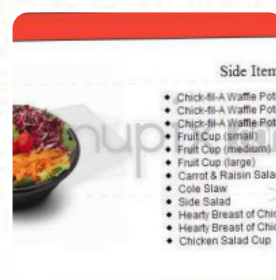 Side Item
Chick-fil-A Waffle Pot
Chick-fil-A Waffle Pot
Chick-fil-A Waffle Pot
Fruit Cup (small)
Fruit Cup (medium)
Fruit Cup (large)
Carrot & Raisin Sala
Cole Slaw
Side Salad
Hearty Breast of Chic
Hearty Breast of Chic
Chicken Salad Cup